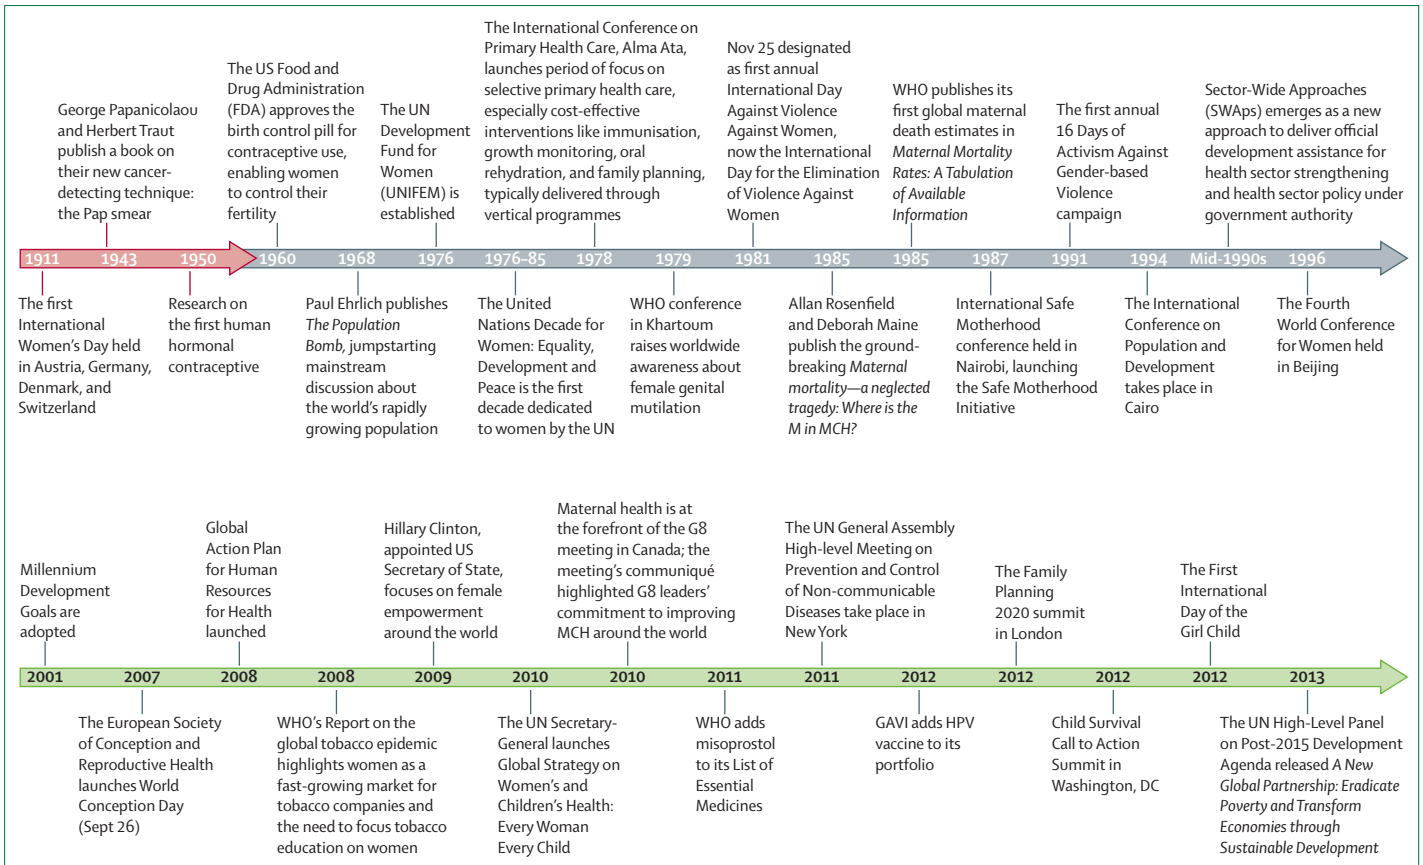 The International Conference on
Primary Health Care, Alma Ata,
launches period of focus on
selective primary health care,
especially cost-effective
interventions like immunisation,
growth monitoring, oral
rehydration, and family planning,
typically delivered through
vertical programmes
George Papanicolaou
and Herbert Traut
publish a book on
their new cancer-
detecting technique:
the Pap smear
The US Food and
Drug Administration
(FDA) approves the
birth control pill for
contraceptive use,
enabling women
to control their
fertility
The UN
Development
Fund for
Women
(UNIFEM) is
established
Nov 25 designated
as first annual
International Day
Against Violence
Against Women,
now the International
Day for the Elimination
of Violence Against
Women
WHO publishes its
first global maternal
death estimates in
Maternal Mortality
Rates: A Tabulation
of Available
Information
The first annual
16 Days of
Activism Against
Gender-based
Violence
campaign
Sector-Wide Approaches
(SWAps) emerges as a new
approach to deliver official
development assistance for
health sector strengthening
and health sector policy under
government authority
1911 1943 1950 1960 1968 1976 1976–85 1978 1979 1981 1985 1985 1987 1991 1994 Mid-1990s 1996
The first
International
Women's Day held
in Austria, Germany,
Denmark, and
Switzerland
Research on
the first human
hormonal
contraceptive
Paul Ehrlich publishes
The Population
Bomb, jumpstarting
mainstream
discussion about
the world's rapidly
growing population
The United
Nations Decade for
Women: Equality,
Development and
Peace is the first
decade dedicated
to women by the UN
WHO conference
in Khartoum
raises worldwide
awareness about
female genital
mutilation
Allan Rosenfield
and Deborah Maine
publish the ground-
breaking Maternal
mortality—a neglected
tragedy: Where is the
M in MCH?
International Safe
Motherhood
conference held in
Nairobi, launching
the Safe Motherhood
Initiative
The International
Conference on
Population and
Development
takes place in
Cairo
The Fourth
World Conference
for Women held
in Beijing
Millennium
Development
Goals are
adopted
Global
Action Plan
for Human
Resources
for Health
launched
Hillary Clinton,
appointed US
Secretary of State,
focuses on female
empowerment
around the world
Maternal health is at
the forefront of the G8
meeting in Canada; the
meeting's communiqué
highlighted G8 leaders'
commitment to improving
MCH around the world
The UN General Assembly
High-level Meeting on
Prevention and Control
of Non-communicable
Diseases take place in
New York
The Family
Planning
2020 summit
in London
The First
International
Day of the
Girl Child
2001 2007 2008 2008 2009 2010 2010 2011 2011 2012 2012 2012 2012 2013
The European Society
of Conception and
Reproductive Health
launches World
Conception Day
(Sept 26)
WHO's Report on the
global tobacco epidemic
highlights women as a
fast-growing market for
tobacco companies and
the need to focus tobacco
education on women
The UN Secretary-
General launches
Global Strategy on
Women's and
Children's Health:
Every Woman
Every Child
WHO adds
misoprostol
to its List of
Essential
Medicines
GAVI adds HPV
vaccine to its
portfolio
Child Survival
Call to Action
Summit in
Washington, DC
The UN High-Level Panel
on Post-2015 Development
Agenda released A New
Global Partnership: Eradicate
Poverty and Transform
Economies through
Sustainable Development